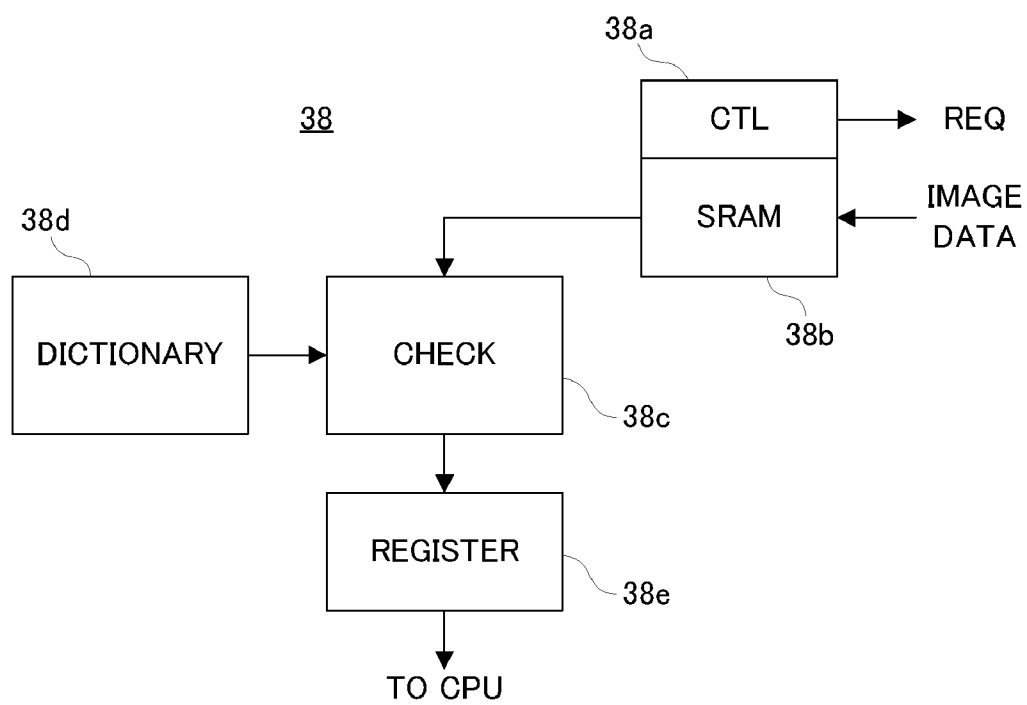 38a
38
CTL
REQ
SRAM
IMAGE
DATA
38d
38b
DICTIONARY
CHECK
38c
REGISTER
38e
TO CPU